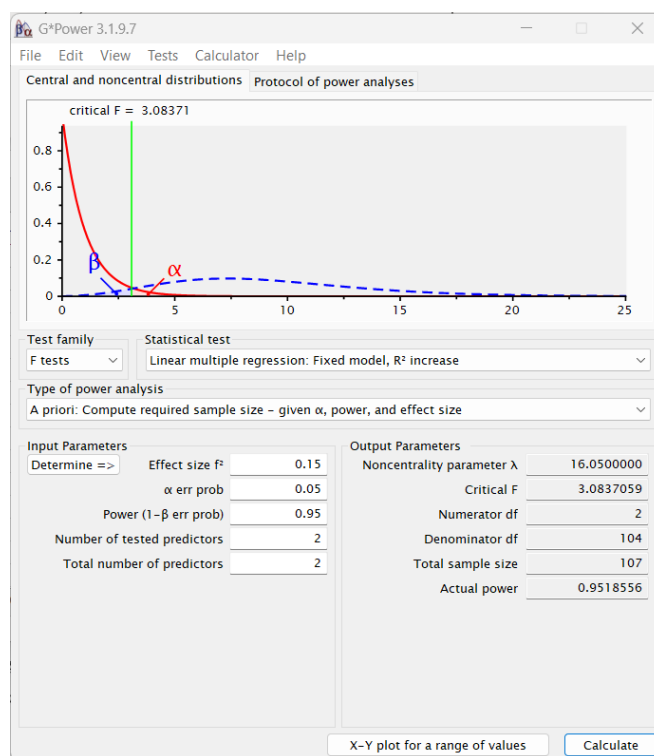 G*Power 3.1.9.7
File Edit View Tests Calculator Help
Central and noncentral distributions Protocol of power analyses
critical F = 3.08371
0.8
0.6
0.4
0.2
0
β α
0 5 10 15 20 25
Test family Statistical test
F tests Linear multiple regression: Fixed model, R² increase
Type of power analysis
A priori: Compute required sample size – given α, power, and effect size
Input Parameters Output Parameters
Determine => Effect size f² 0.15 Noncentrality parameter λ 16.0500000
α err prob 0.05 Critical F 3.0837059
Power (1-β err prob) 0.95 Numerator df 2
Number of tested predictors 2 Denominator df 104
Total number of predictors 2 Total sample size 107
Actual power 0.9518556
X-Y plot for a range of values Calculate